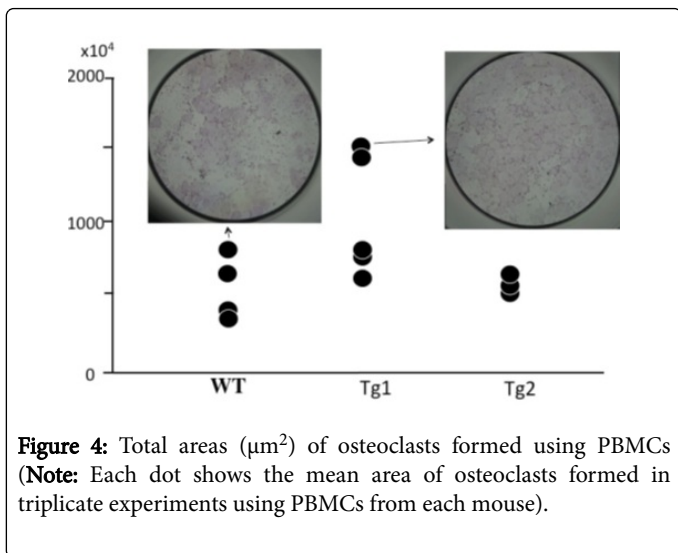 x10⁴
2000
1000
0
WT
Tg1
Tg2
Figure 4: Total areas (μm²) of osteoclasts formed using PBMCs
(Note: Each dot shows the mean area of osteoclasts formed in
triplicate experiments using PBMCs from each mouse).